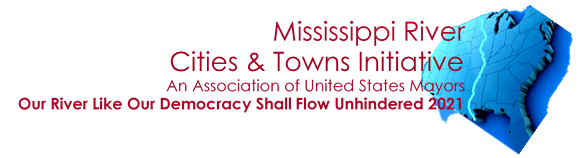 Mississippi River
Cities & Towns Initiative
An Association of United States Mayors
Our River Like Our Democracy Shall Flow Unhindered 2021